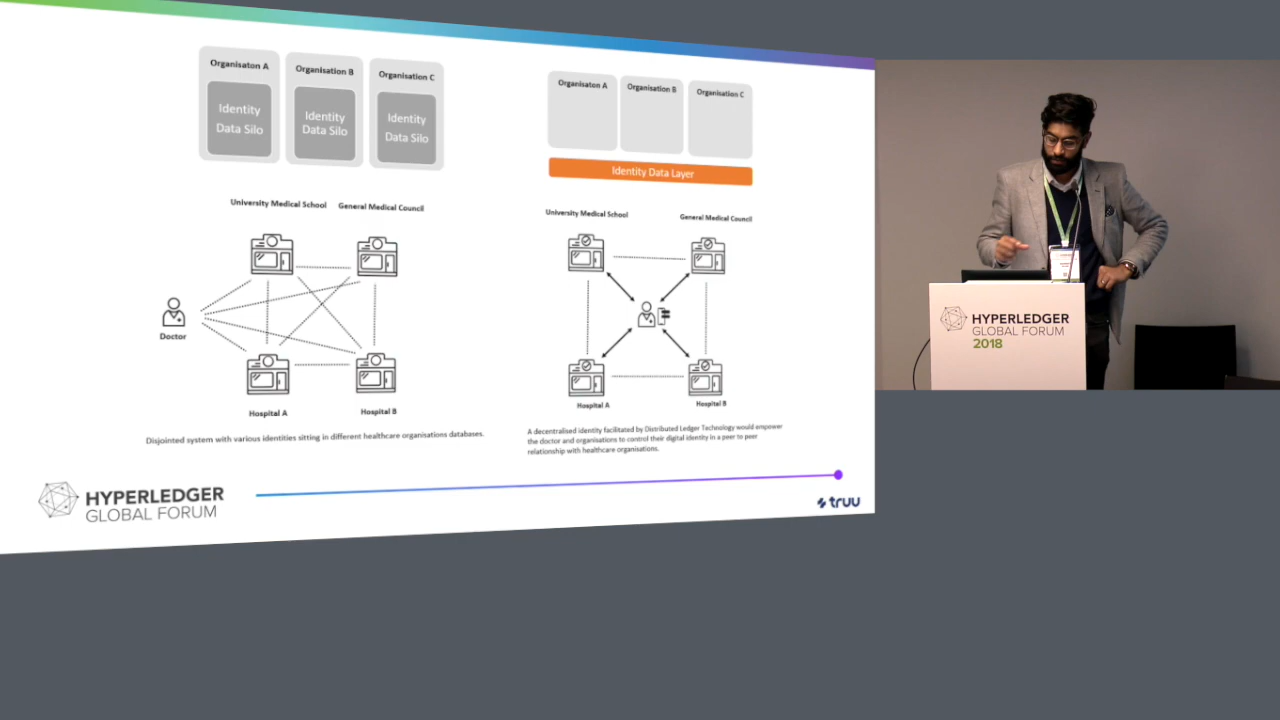 Organisaton A
Organisation B
Organisation C
Identity
Data Silo
Identity
Data Silo
Identity
Data Silo
University Medical School
General Medical Council
Doctor
Hospital A
Hospital B
Disjointed system with various identities sitting in different healthcare organisations databases.
Organisaton A
Organisation B
Organisation C
Identity Data Layer
University Medical School
General Medical Council
Hospital A
Hospital B
A decentralised identity facilitated by Distributed Ledger Technology would empower
the doctor and organisations to control their digital identity in a peer to peer
relationship with healthcare organisations.
HYPERLEDGER
GLOBAL FORUM
truu
HYPERLEDGER
GLOBAL FORUM
2018